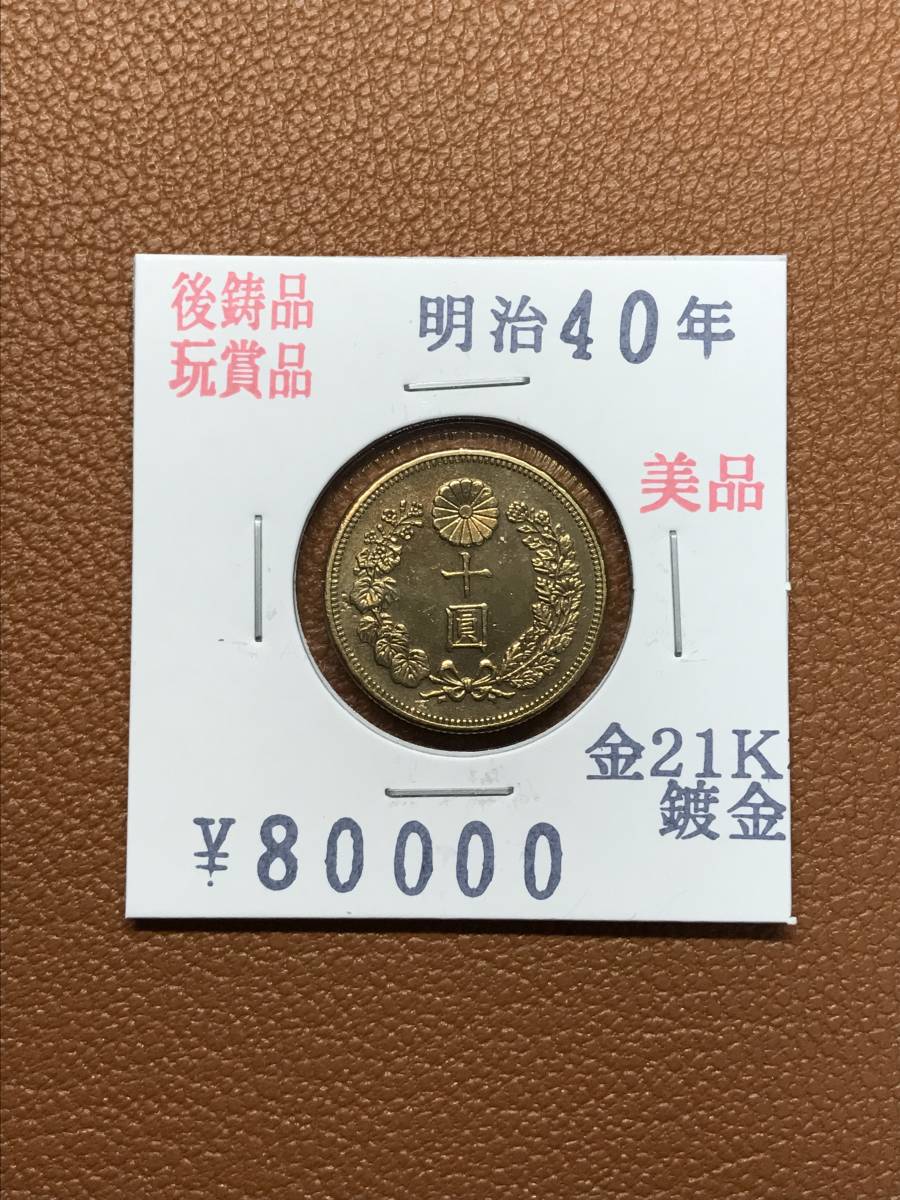 後鋳品
玩賞品
明治40年
美品
十
圓
金21K
鍍金
¥80000